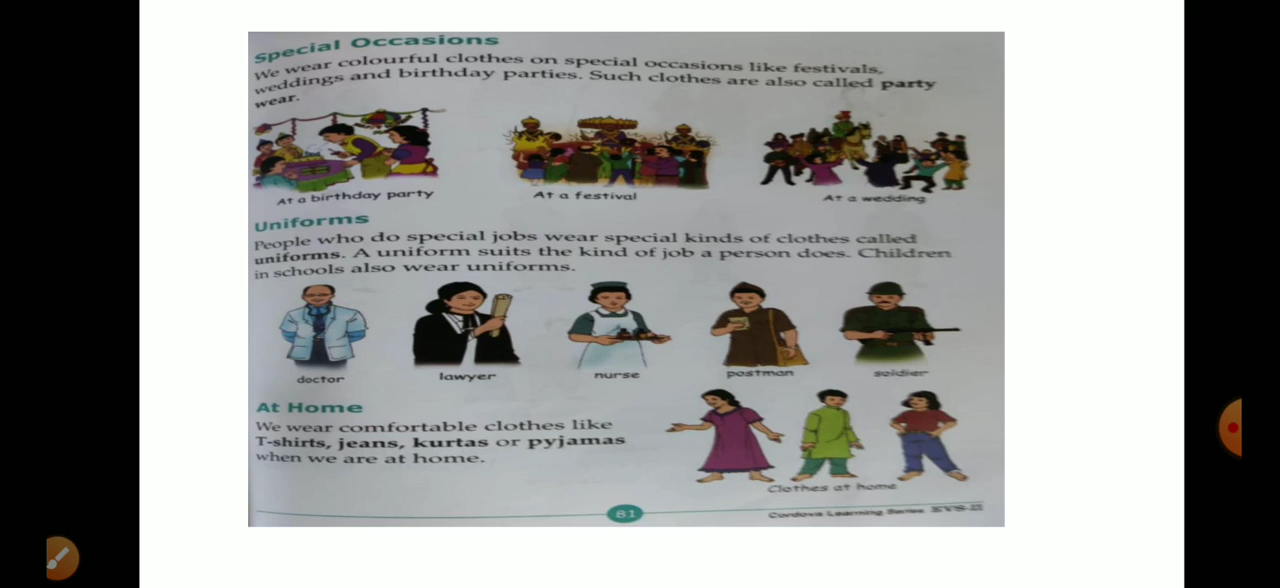 Special Occasions
We wear colourful clothes on special occasions like festivals,
weddings and birthday parties. Such clothes are also called party
wear.
At a birthday party
At a festival
At a wedding
Uniforms
People who do special jobs wear special kinds of clothes called
uniforms. A uniform suits the kind of job a person does. Children
in schools also wear uniforms.
doctor
lawyer
nurse
postman
soldier
At Home
We wear comfortable clothes like
T-shirts, jeans, kurtas or pyjamas
when we are at home.
Clothes at home
81
Cordova Learning Series EVS-II